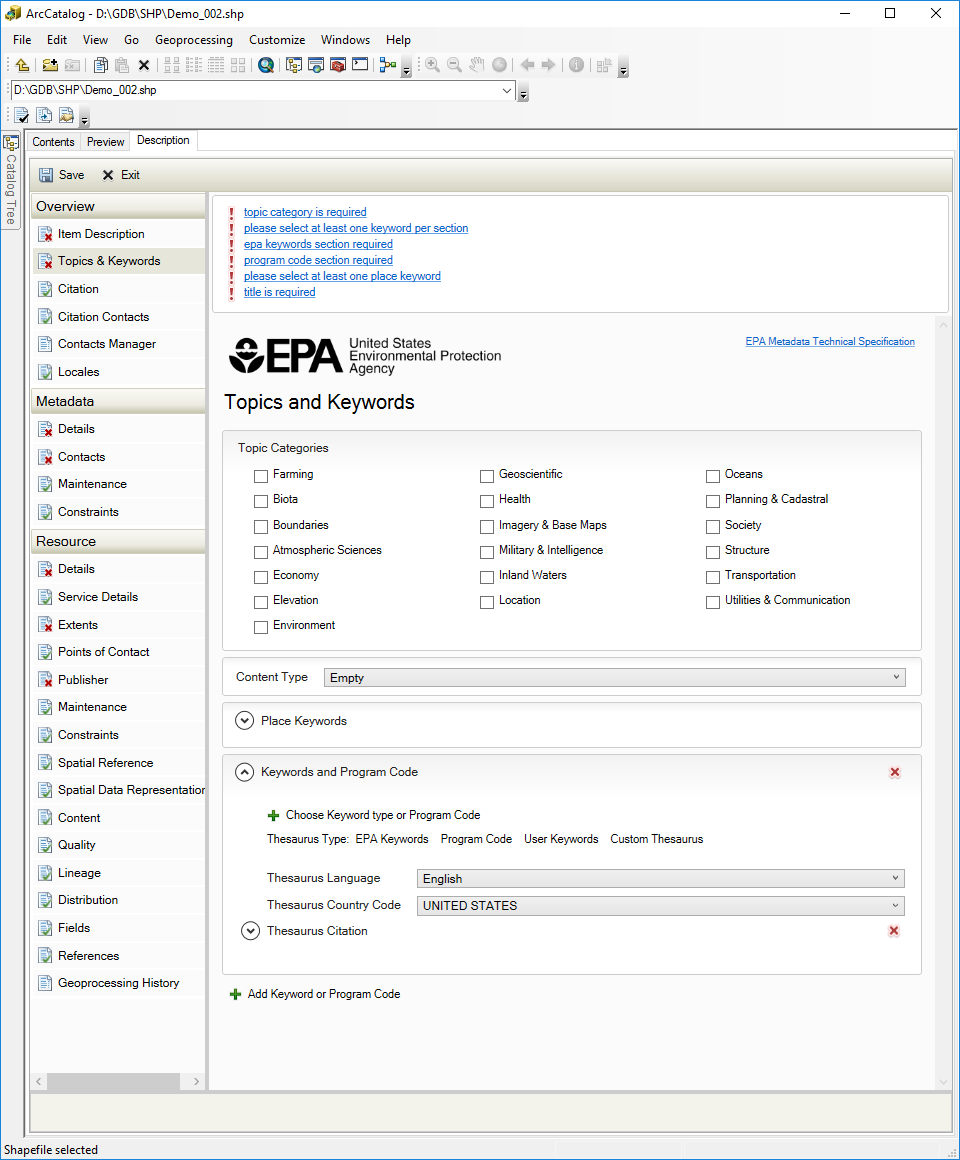 ArcCatalog - D:\GDB\SHP\Demo_002.shp
File Edit View Go Geoprocessing Customize Windows Help
D:\GDB\SHP\Demo_002.shp
Catalog Tree
Contents Preview Description
Save Exit
Overview
Item Description
Topics & Keywords
Citation
Citation Contacts
Contacts Manager
Locales
Metadata
Details
Contacts
Maintenance
Constraints
Resource
Details
Service Details
Extents
Points of Contact
Publisher
Maintenance
Constraints
Spatial Reference
Spatial Data Representation
Content
Quality
Lineage
Distribution
Fields
References
Geoprocessing History
topic category is required
please select at least one keyword per section
epa keywords section required
program code section required
please select at least one place keyword
title is required
EPA United States
Environmental Protection
Agency
EPA Metadata Technical Specification
Topics and Keywords
Topic Categories
Farming Geoscientific Oceans
Biota Health Planning & Cadastral
Boundaries Imagery & Base Maps Society
Atmospheric Sciences Military & Intelligence Structure
Economy Inland Waters Transportation
Elevation Location Utilities & Communication
Environment
Content Type Empty
Place Keywords
Keywords and Program Code
Choose Keyword type or Program Code
Thesaurus Type: EPA Keywords Program Code User Keywords Custom Thesaurus
Thesaurus Language English
Thesaurus Country Code UNITED STATES
Thesaurus Citation
Add Keyword or Program Code
Shapefile selected